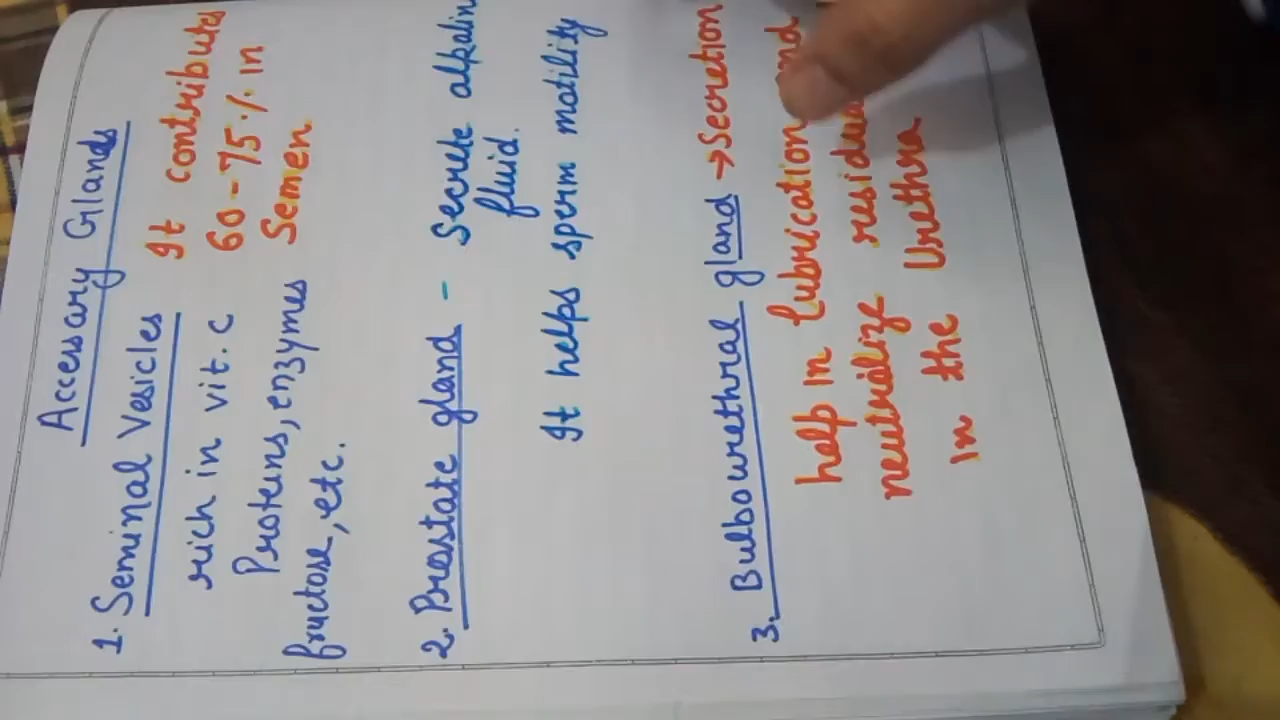 Accessary Glands
1. Seminal Vesicles
It contributes
60-75% in
Semen
rich in vit. C
Proteins, enzymes
fructose, etc.
2. Prostate gland - Secrete alkalin
fluid.
It helps sperm motility
3. Bulbourethral gland → Secretion
help in lubrication
neutralize
in the Urethra